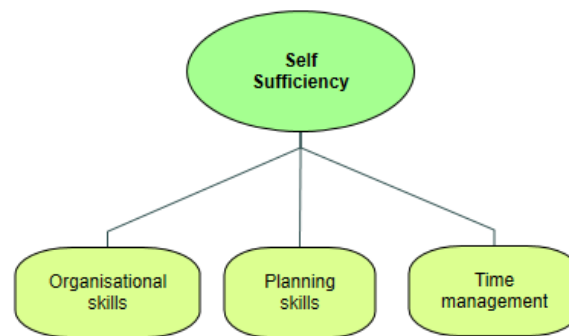 Self
Sufficiency
Organisational
skills
Planning
skills
Time
management